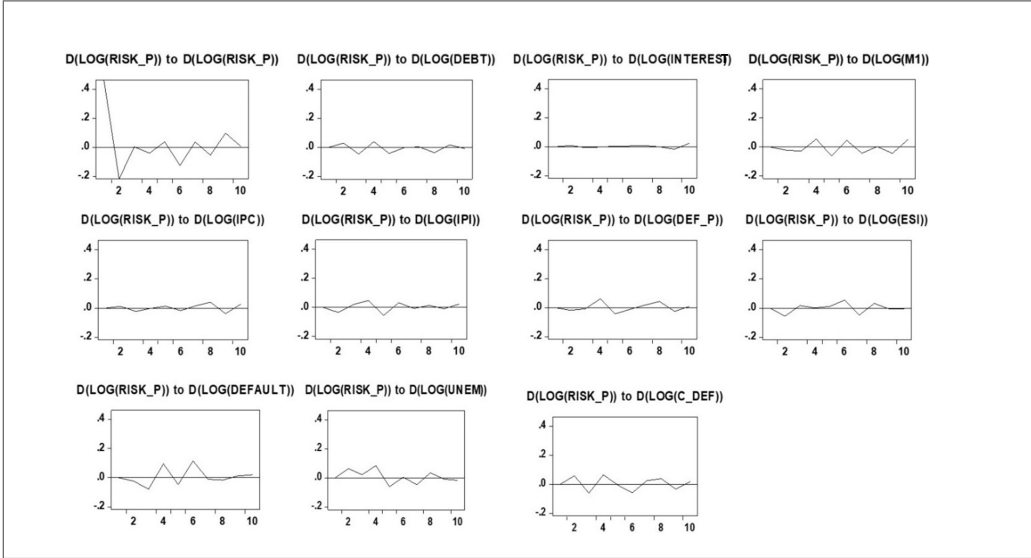 D(LOG(RISK_P)) to D(LOG(RISK_P))
D(LOG(RISK_P)) to D(LOG(DEBT))
D(LOG(RISK_P)) to D(LOG(INTEREST)
D(LOG(RISK_P)) to D(LOG(M1))
.4
.2
.0
-.2
2 4 6 8 10
.4
.2
.0
-.2
2 4 6 8 10
.4
.2
.0
-.2
2 4 6 8 10
.4
.2
.0
-.2
2 4 6 8 10
D(LOG(RISK_P)) to D(LOG(IPC))
D(LOG(RISK_P)) to D(LOG(IPI))
D(LOG(RISK_P)) to D(LOG(DEF_P))
D(LOG(RISK_P)) to D(LOG(ESI))
.4
.2
.0
-.2
2 4 6 8 10
.4
.2
.0
-.2
2 4 6 8 10
.4
.2
.0
-.2
2 4 6 8 10
.4
.2
.0
-.2
2 4 6 8 10
D(LOG(RISK_P)) to D(LOG(DEFAULT))
D(LOG(RISK_P)) to D(LOG(UNEM))
D(LOG(RISK_P)) to D(LOG(C_DEF))
.4
.2
.0
-.2
2 4 6 8 10
.4
.2
.0
-.2
2 4 6 8 10
.4
.2
.0
-.2
2 4 6 8 10